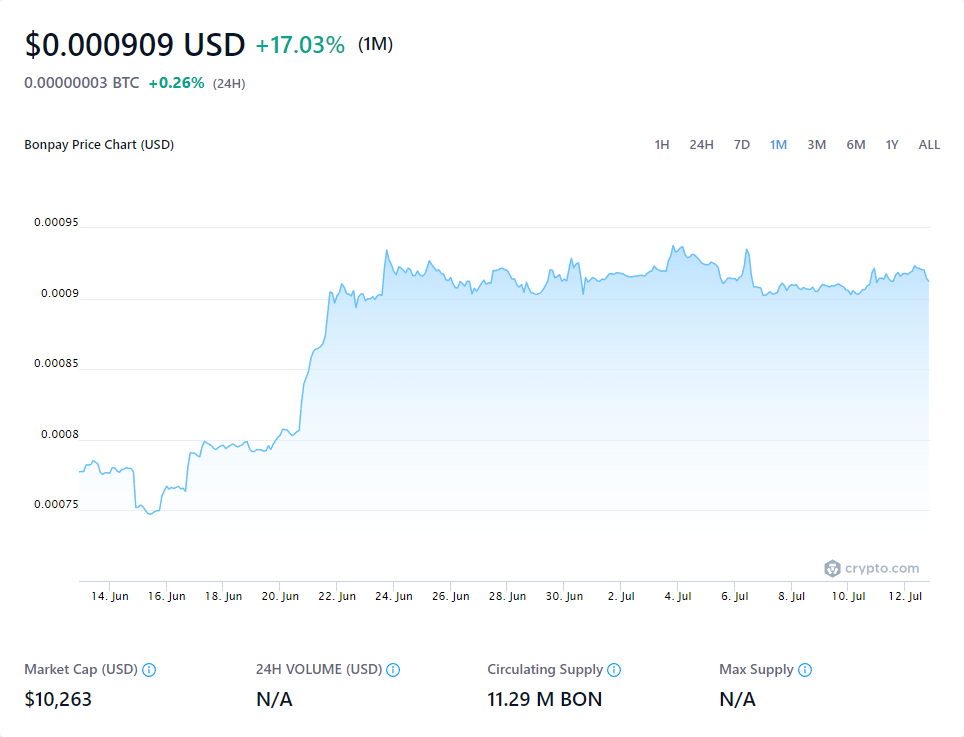 $0.000909 USD +17.03% (1M)
0.00000003 BTC +0.26% (24H)
Bonpay Price Chart (USD) 1H 24H 7D 1M 3M 6M 1Y ALL
0.00095
0.0009
0.00085
0.0008
0.00075
crypto.com
14. Jun 16. Jun 18. Jun 20. Jun 22. Jun 24. Jun 26. Jun 28. Jun 30. Jun 2. Jul 4. Jul 6. Jul 8. Jul 10. Jul 12. Jul
Market Cap (USD) 24H VOLUME (USD) Circulating Supply Max Supply
$10,263 N/A 11.29 M BON N/A